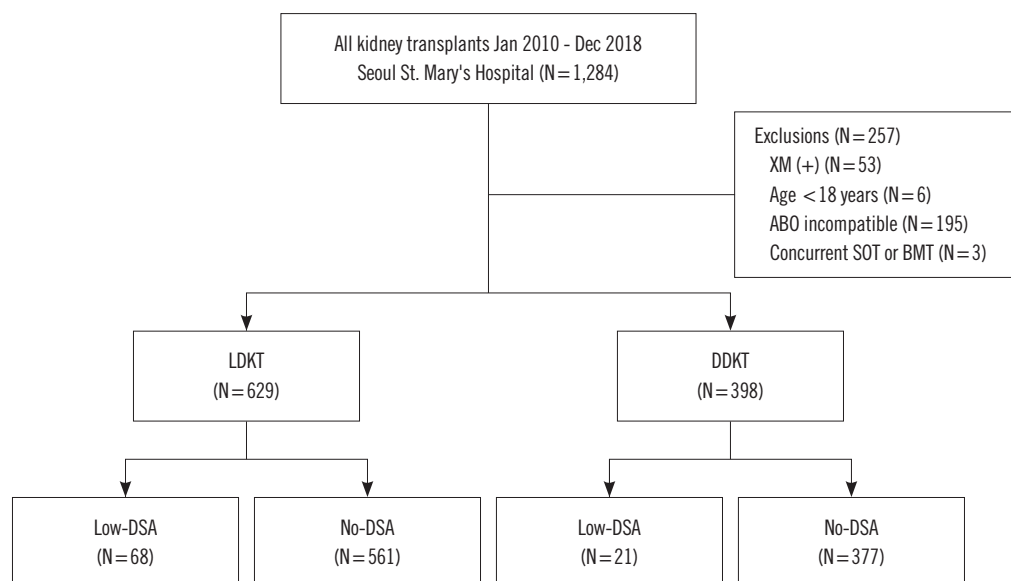 All kidney transplants Jan 2010 - Dec 2018
Seoul St. Mary's Hospital (N=1,284)
Exclusions (N=257)
XM (+) (N=53)
Age <18 years (N=6)
ABO incompatible (N=195)
Concurrent SOT or BMT (N=3)
LDKT
(N=629)
DDKT
(N=398)
Low-DSA
(N=68)
No-DSA
(N=561)
Low-DSA
(N=21)
No-DSA
(N=377)